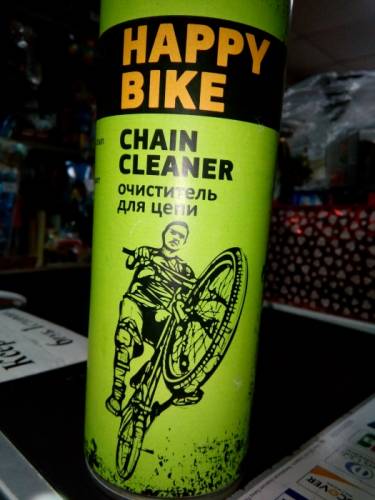 HAPPY
BIKE
CHAIN
CLEANER
очиститель
для цепи